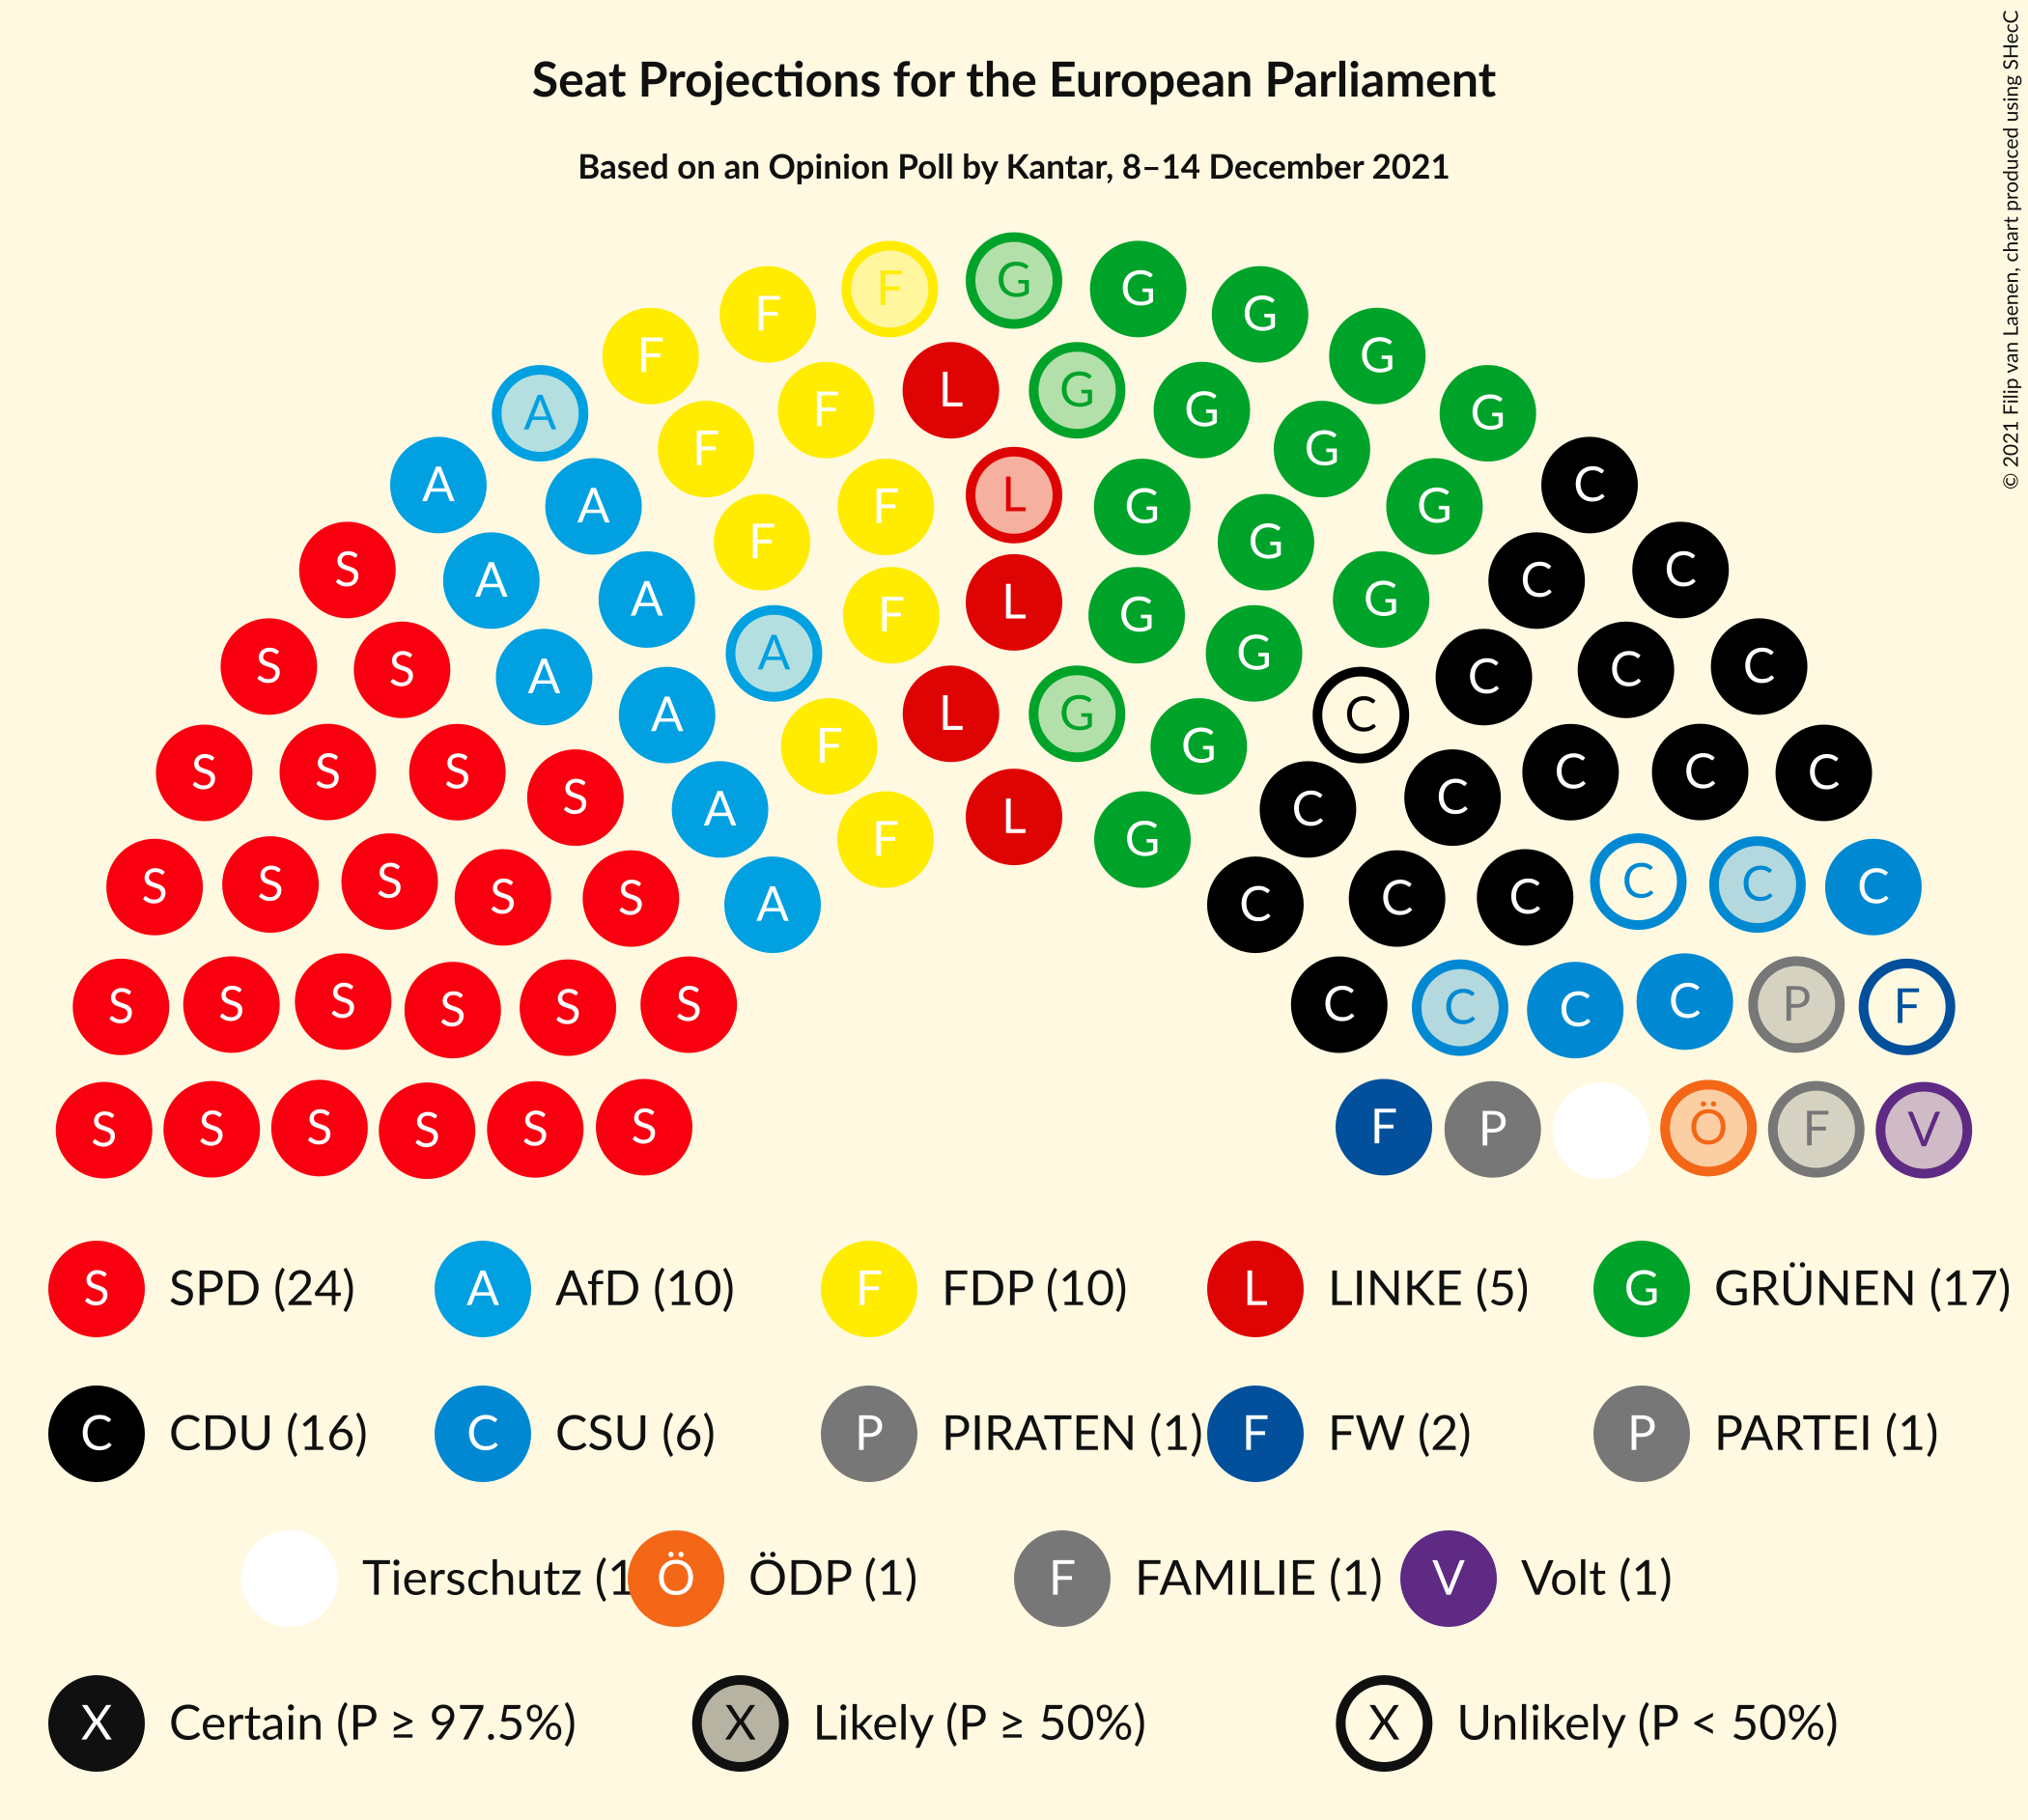 Seat Projections for the European Parliament
Based on an Opinion Poll by Kantar, 8–14 December 2021
© 2021 Filip van Laenen, chart produced using SHecC
F G G
F G
F G
L G
A F G G
F G
A L C
A F G G
F G
S A C C
A L G
F G
A G
S S A C C C
A L G C
F G
S S S S C C C C
A L C
F G
S S S C C C
S S A C C C
S S S S S S C C C C P F
S S S S S S F P Ö F V
S SPD (24) A AfD (10) F FDP (10) L LINKE (5) G GRÜNEN (17)
C CDU (16) C CSU (6) P PIRATEN (1) F FW (2) P PARTEI (1)
Tierschutz (1 Ö ÖDP (1) F FAMILIE (1) V Volt (1)
X Certain (P ≥ 97.5%) X Likely (P ≥ 50%) X Unlikely (P < 50%)